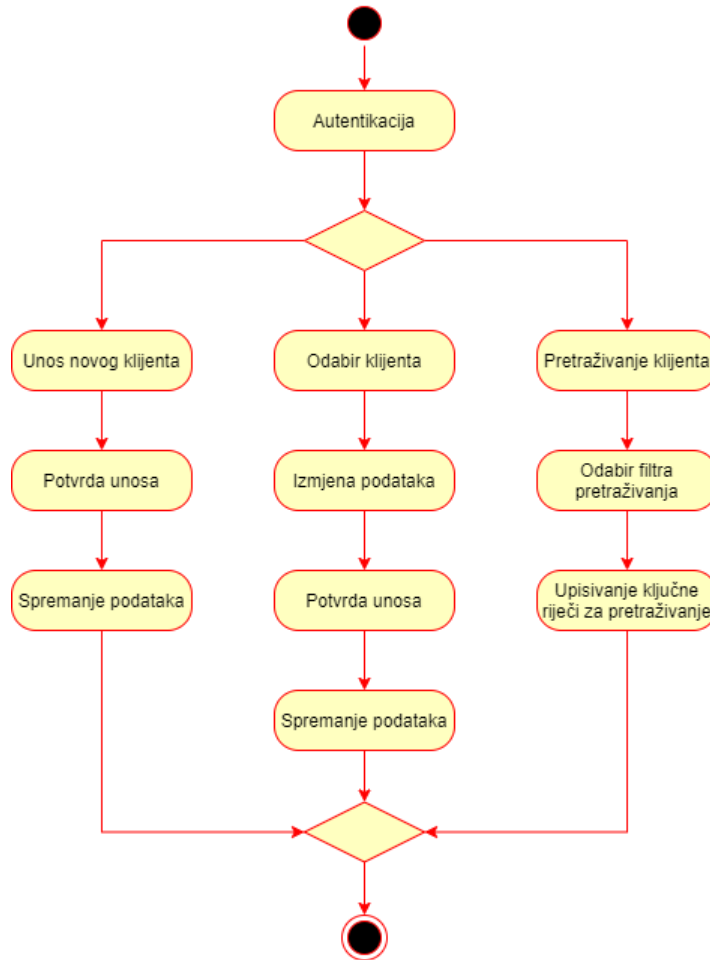 Autentikacija
Unos novog klijenta
Odabir klijenta
Pretraživanje klijenta
Potvrda unosa
Izmjena podataka
Odabir filtra
pretraživanja
Spremanje podataka
Potvrda unosa
Upisivanje ključne
riječi za pretraživanje
Spremanje podataka